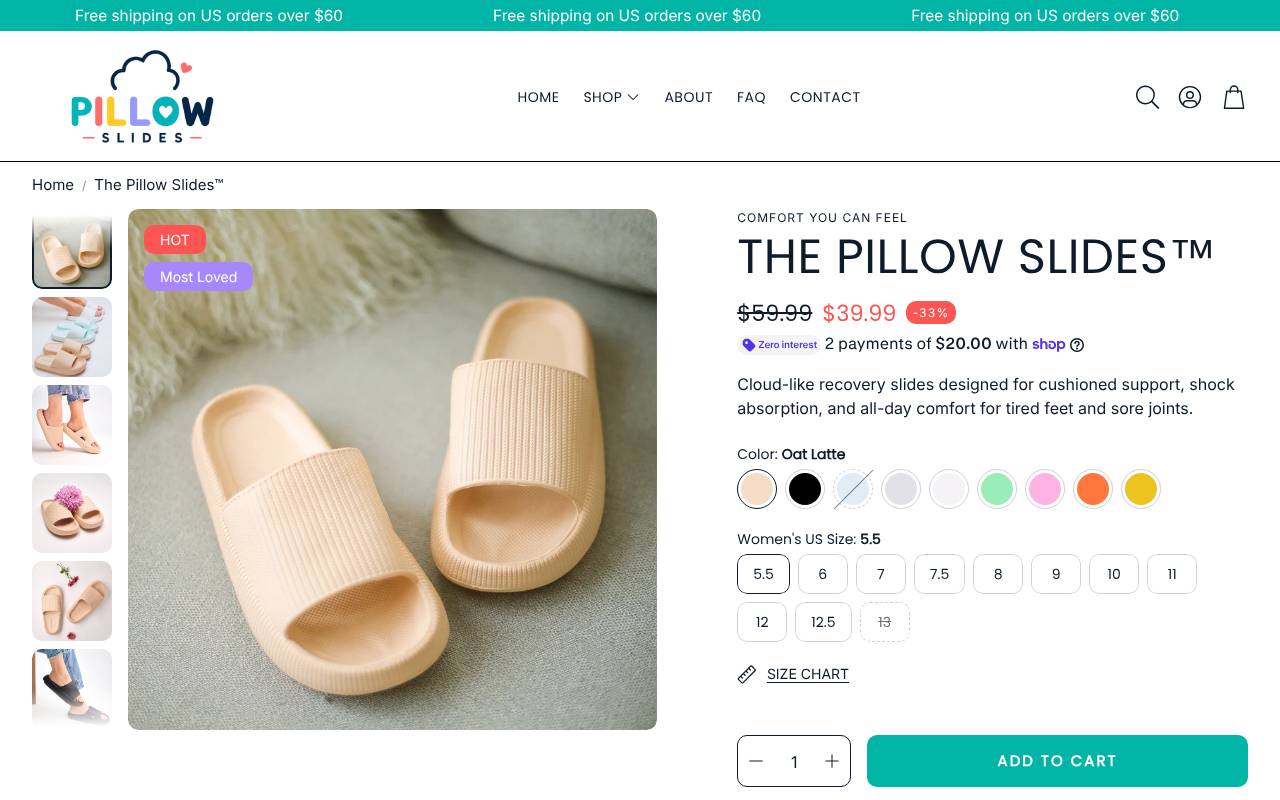 Free shipping on US orders over $60 Free shipping on US orders over $60 Free shipping on US orders over $60
PILLOW
SLIDES
HOME SHOP ABOUT FAQ CONTACT
Home / The Pillow Slides™
HOT
Most Loved
COMFORT YOU CAN FEEL
THE PILLOW SLIDES™
$59.99 $39.99 -33%
Zero interest 2 payments of $20.00 with shop
Cloud-like recovery slides designed for cushioned support, shock
absorption, and all-day comfort for tired feet and sore joints.
Color: Oat Latte
Women's US Size: 5.5
5.5 6 7 7.5 8 9 10 11
12 12.5 13
SIZE CHART
1 ADD TO CART